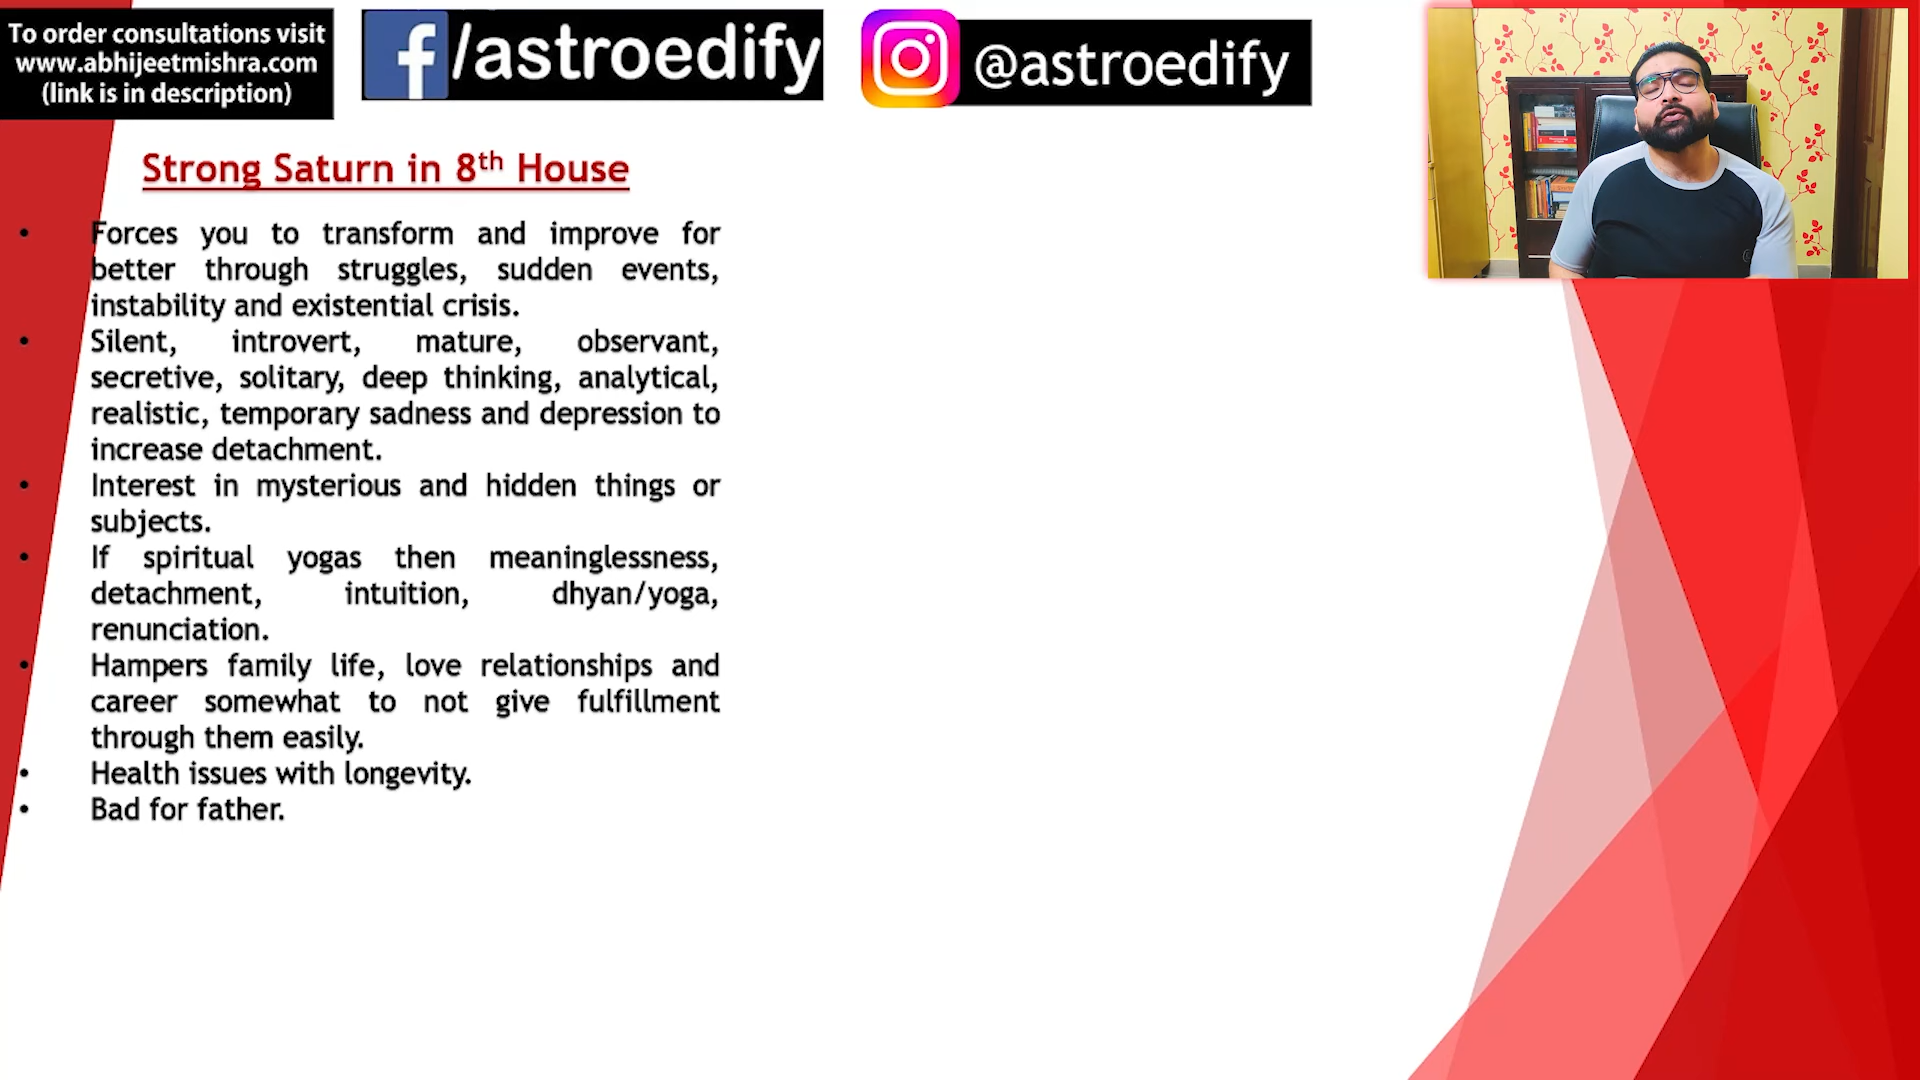 To order consultations visit
www.abhijeetmishra.com
(link is in description)
f/astroedify
@astroedify
Strong Saturn in 8th House
• Forces you to transform and improve for
better through struggles, sudden events,
instability and existential crisis.
• Silent, introvert, mature, observant,
secretive, solitary, deep thinking, analytical,
realistic, temporary sadness and depression to
increase detachment.
• Interest in mysterious and hidden things or
subjects.
• If spiritual yogas then meaninglessness,
detachment, intuition, dhyan/yoga,
renunciation.
• Hampers family life, love relationships and
career somewhat to not give fulfillment
through them easily.
• Health issues with longevity.
• Bad for father.